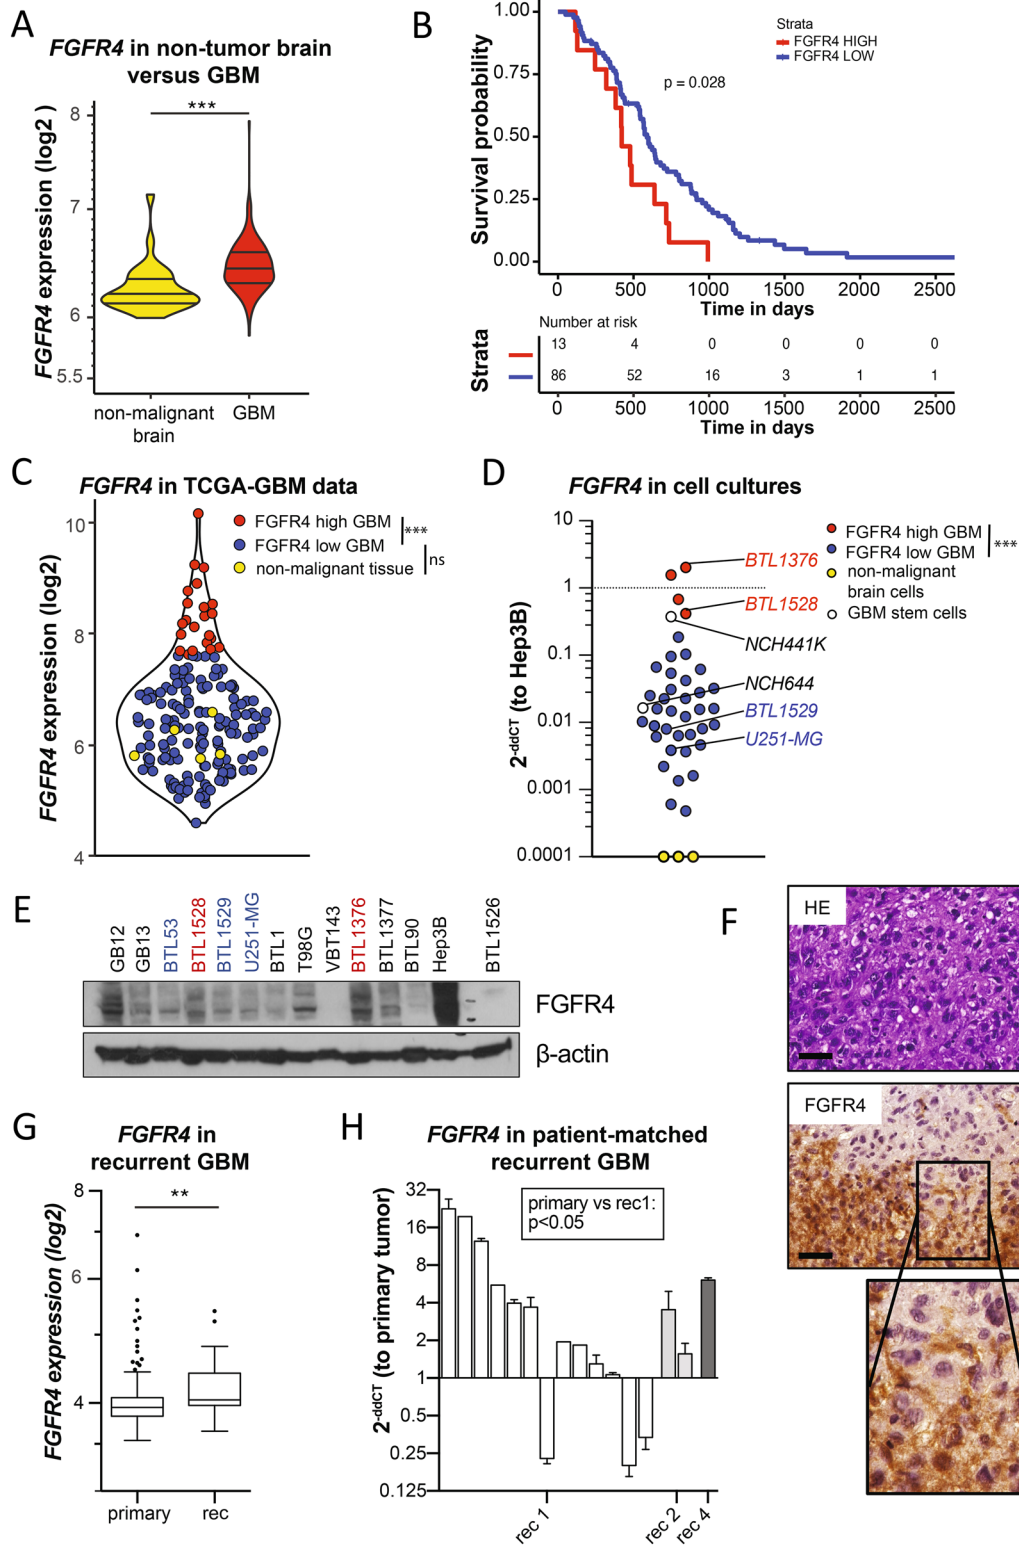 A
FGFR4 in non-tumor brain
versus GBM
***
FGFR4 expression (log2 )
8
7
6
5.5
non-malignant
brain
GBM
B
Survival probability
1.00
0.75
0.50
0.25
0.00
Strata
FGFR4 HIGH
FGFR4 LOW
p = 0.028
0 500 1000 1500 2000 2500
Time in days
Number at risk
Strata
13 4 0 0 0 0
86 52 16 3 1 1
0 500 1000 1500 2000 2500
Time in days
C
FGFR4 in TCGA-GBM data
FGFR4 expression (log2)
10
8
6
4
FGFR4 high GBM
FGFR4 low GBM
non-malignant tissue
***
ns
D
FGFR4 in cell cultures
2-ddCT (to Hep3B)
10
1
0.1
0.01
0.001
0.0001
FGFR4 high GBM
FGFR4 low GBM
non-malignant
brain cells
GBM stem cells
***
BTL1376
BTL1528
NCH441K
NCH644
BTL1529
U251-MG
E
GB12
GB13
BTL53
BTL1528
BTL1529
U251-MG
BTL1
T98G
VBT143
BTL1376
BTL1377
BTL90
Hep3B
BTL1526
FGFR4
β-actin
F
HE
FGFR4
G
FGFR4 in
recurrent GBM
**
FGFR4 expression (log2)
8
6
4
primary
rec
H
FGFR4 in patient-matched
recurrent GBM
primary vs rec1:
p<0.05
2-ddCT (to primary tumor)
32
16
8
4
2
1
0.5
0.25
0.125
rec 1
rec 2
rec 4